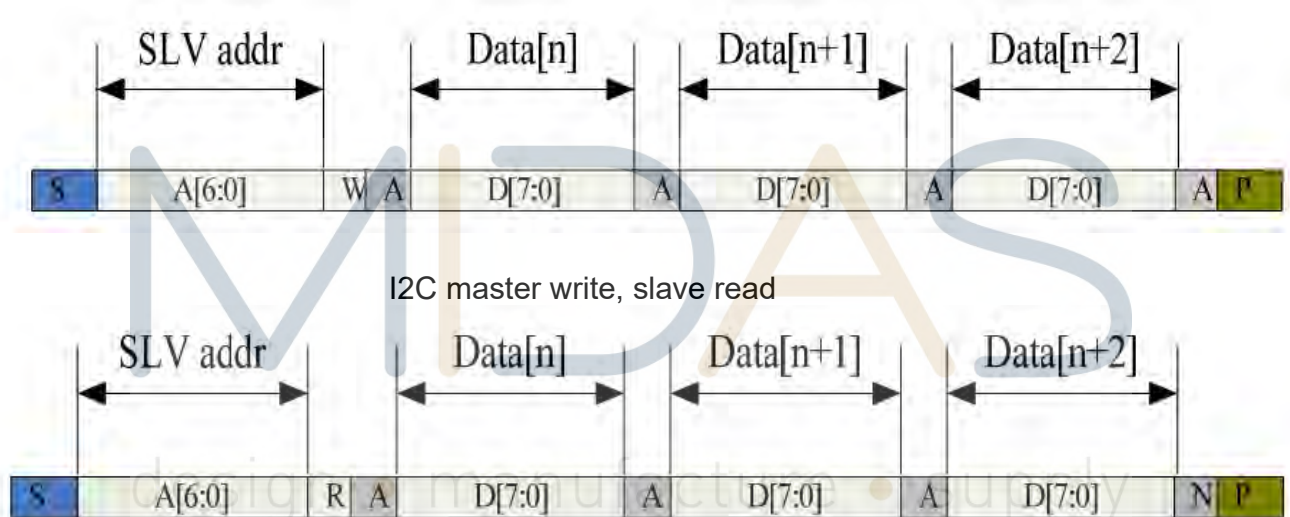 SLV addr Data[n] Data[n+1] Data[n+2]
S A[6:0] W A D[7:0] A D[7:0] A D[7:0] A P
MIDAS
I2C master write, slave read
SLV addr Data[n] Data[n+1] Data[n+2]
design • manufacture • supply
S A[6:0] R A D[7:0] A D[7:0] A D[7:0] N P